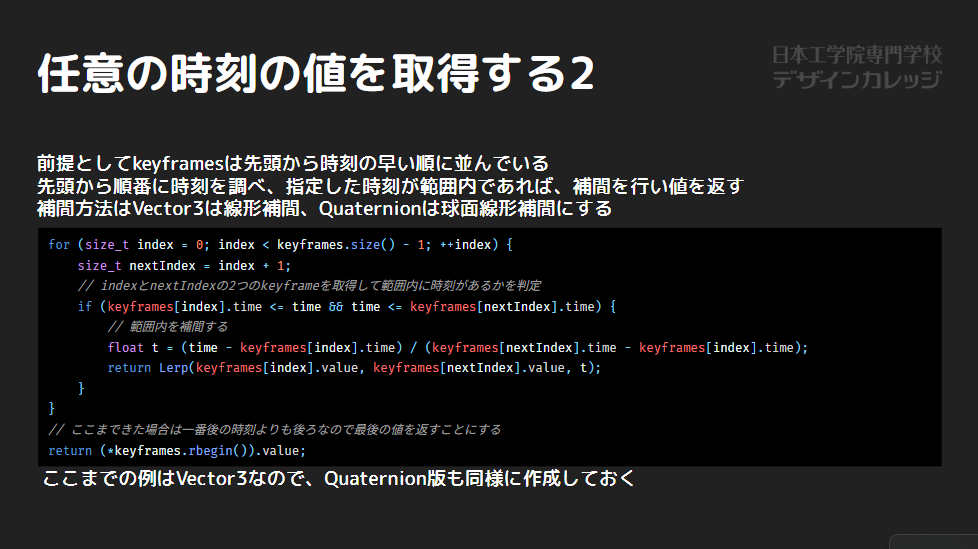 任意の時刻の値を取得する2
日本工学院専門学校
デザインカレッジ
前提としてkeyframesは先頭から時刻の早い順に並んでいる
先頭から順番に時刻を調べ、指定した時刻が範囲内であれば、補間を行い値を返す
補間方法はVector3は線形補間、Quaternionは球面線形補間にする
for (size_t index = 0; index < keyframes.size() - 1; ++index) {
    size_t nextIndex = index + 1;
    // indexとnextIndexの2つのkeyframeを取得して範囲内に時刻があるかを判定
    if (keyframes[index].time <= time && time <= keyframes[nextIndex].time) {
        // 範囲内を補間する
        float t = (time - keyframes[index].time) / (keyframes[nextIndex].time - keyframes[index].time);
        return Lerp(keyframes[index].value, keyframes[nextIndex].value, t);
    }
}
// ここまできた場合は一番後の時刻よりも後ろなので最後の値を返すことにする
return (*keyframes.rbegin()).value;
ここまでの例はVector3なので、Quaternion版も同様に作成しておく